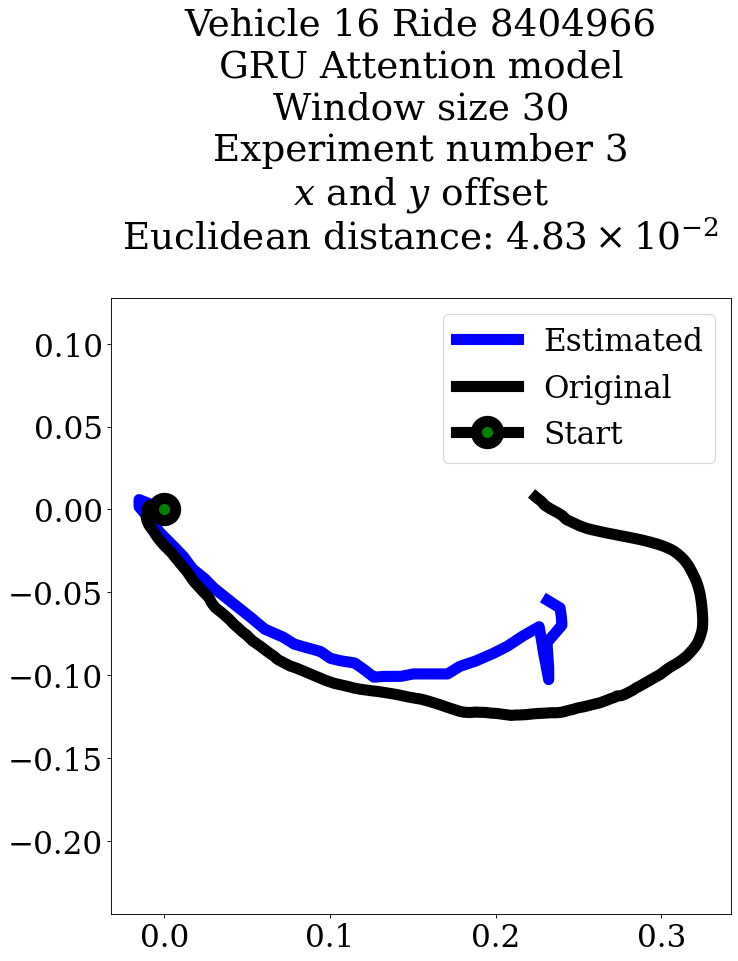 Vehicle 16 Ride 8404966
GRU Attention model
Window size 30
Experiment number 3
x and y offset
Euclidean distance: 4.83 × 10⁻²
Estimated
Original
Start
0.10
0.05
0.00
−0.05
−0.10
−0.15
−0.20
0.0 0.1 0.2 0.3